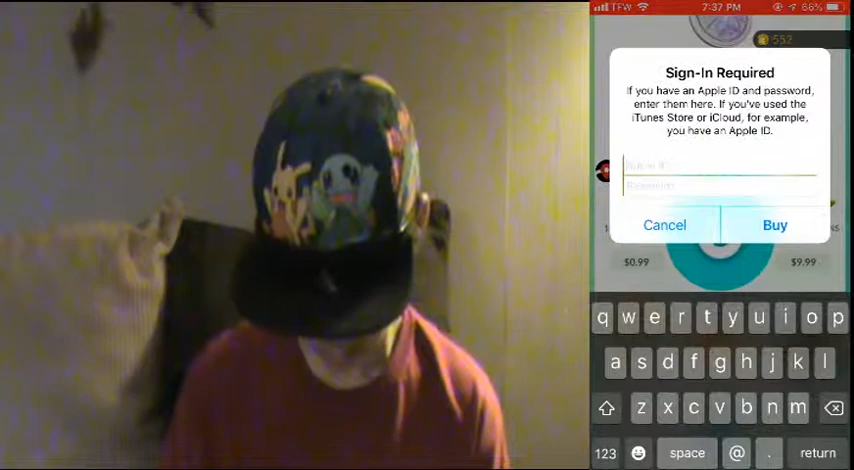 TFW 7:37 PM 66%
552
Sign-In Required
If you have an Apple ID and password,
enter them here. If you've used the
iTunes Store or iCloud, for example,
you have an Apple ID.
Cancel Buy
$0.99 $9.99
q w e r t y u i o p
a s d f g h j k l
z x c v b n m
123 space @ . return